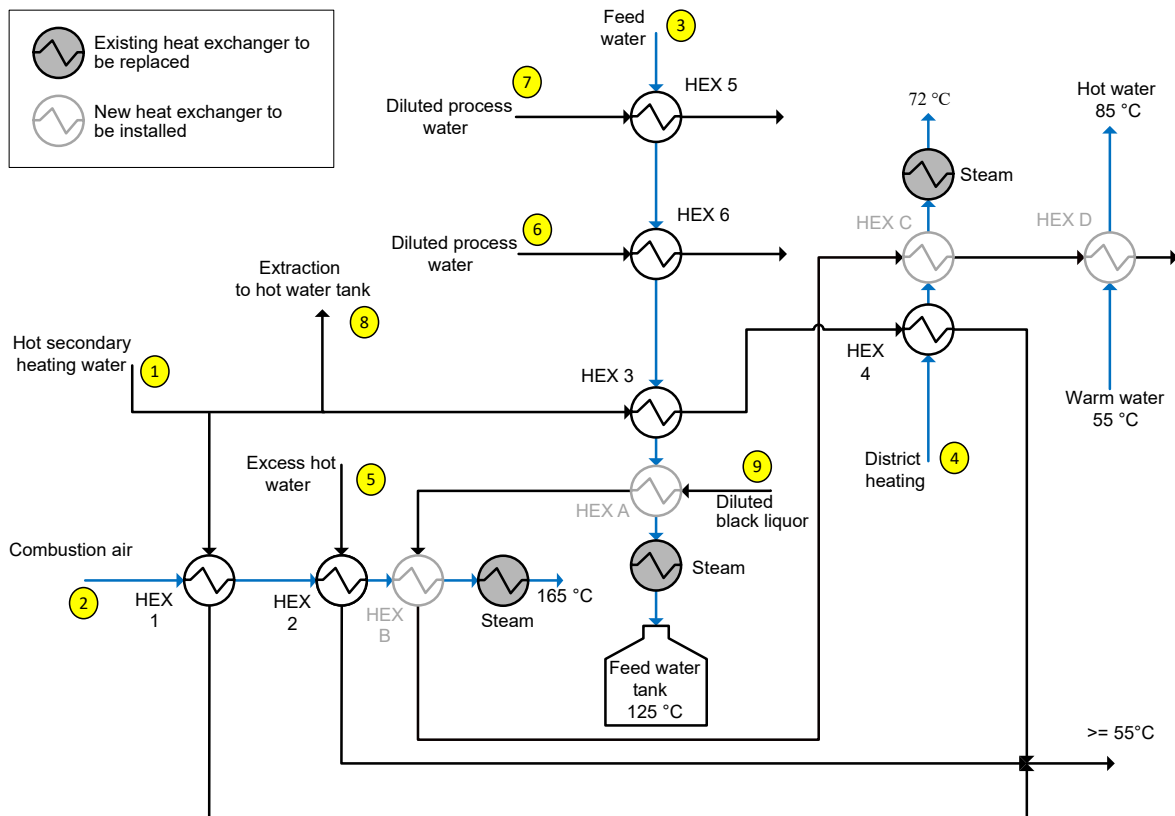 Existing heat exchanger to
be replaced
New heat exchanger to
be installed
Feed
water
3
HEX 5
7
Diluted process
water
HEX 6
6
Diluted process
water
72 °C
Steam
Hot water
85 °C
HEX C
HEX D
Extraction
to hot water tank
8
Hot secondary
heating water
1
HEX 3
HEX
4
Warm water
55 °C
District
heating
4
Excess hot
water
5
9
Diluted
black liquor
HEX A
Combustion air
2
HEX
1
HEX
2
HEX
B
Steam
165 °C
Steam
Feed water
tank
125 °C
>= 55°C